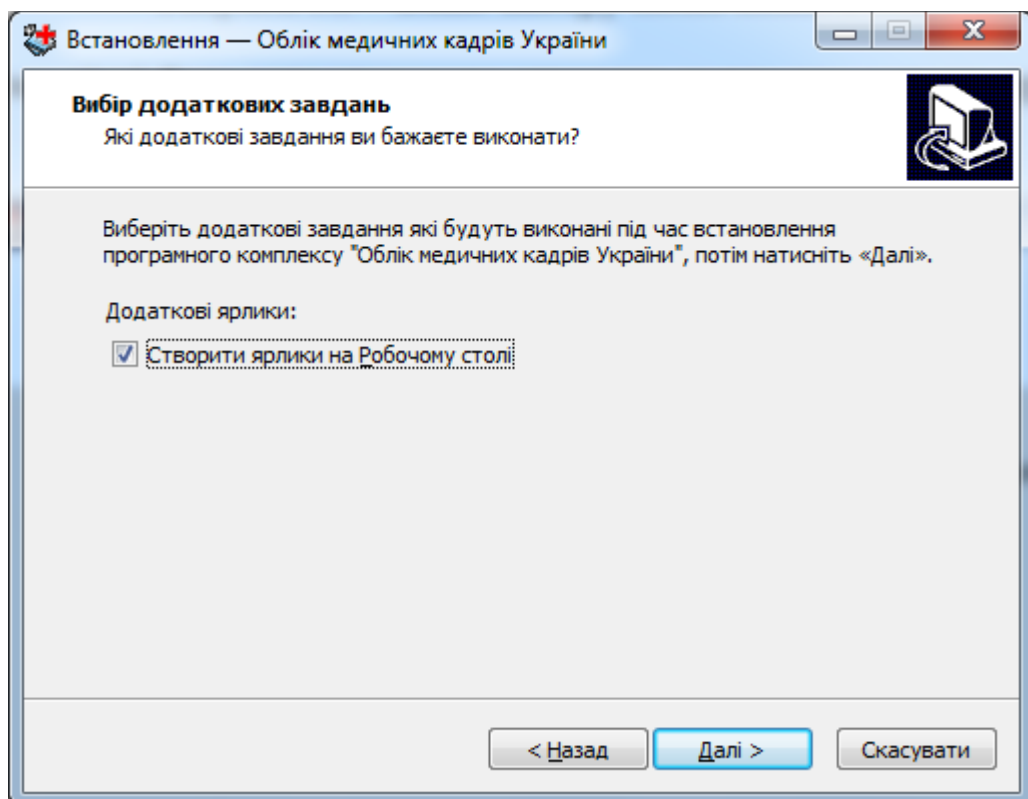 Встановлення — Облік медичних кадрів України
Вибір додаткових завдань
Які додаткові завдання ви бажаєте виконати?
Виберіть додаткові завдання які будуть виконані під час встановлення
програмного комплексу "Облік медичних кадрів України", потім натисніть «Далі».
Додаткові ярлики:
Створити ярлики на Робочому столі
< Назад Далі > Скасувати